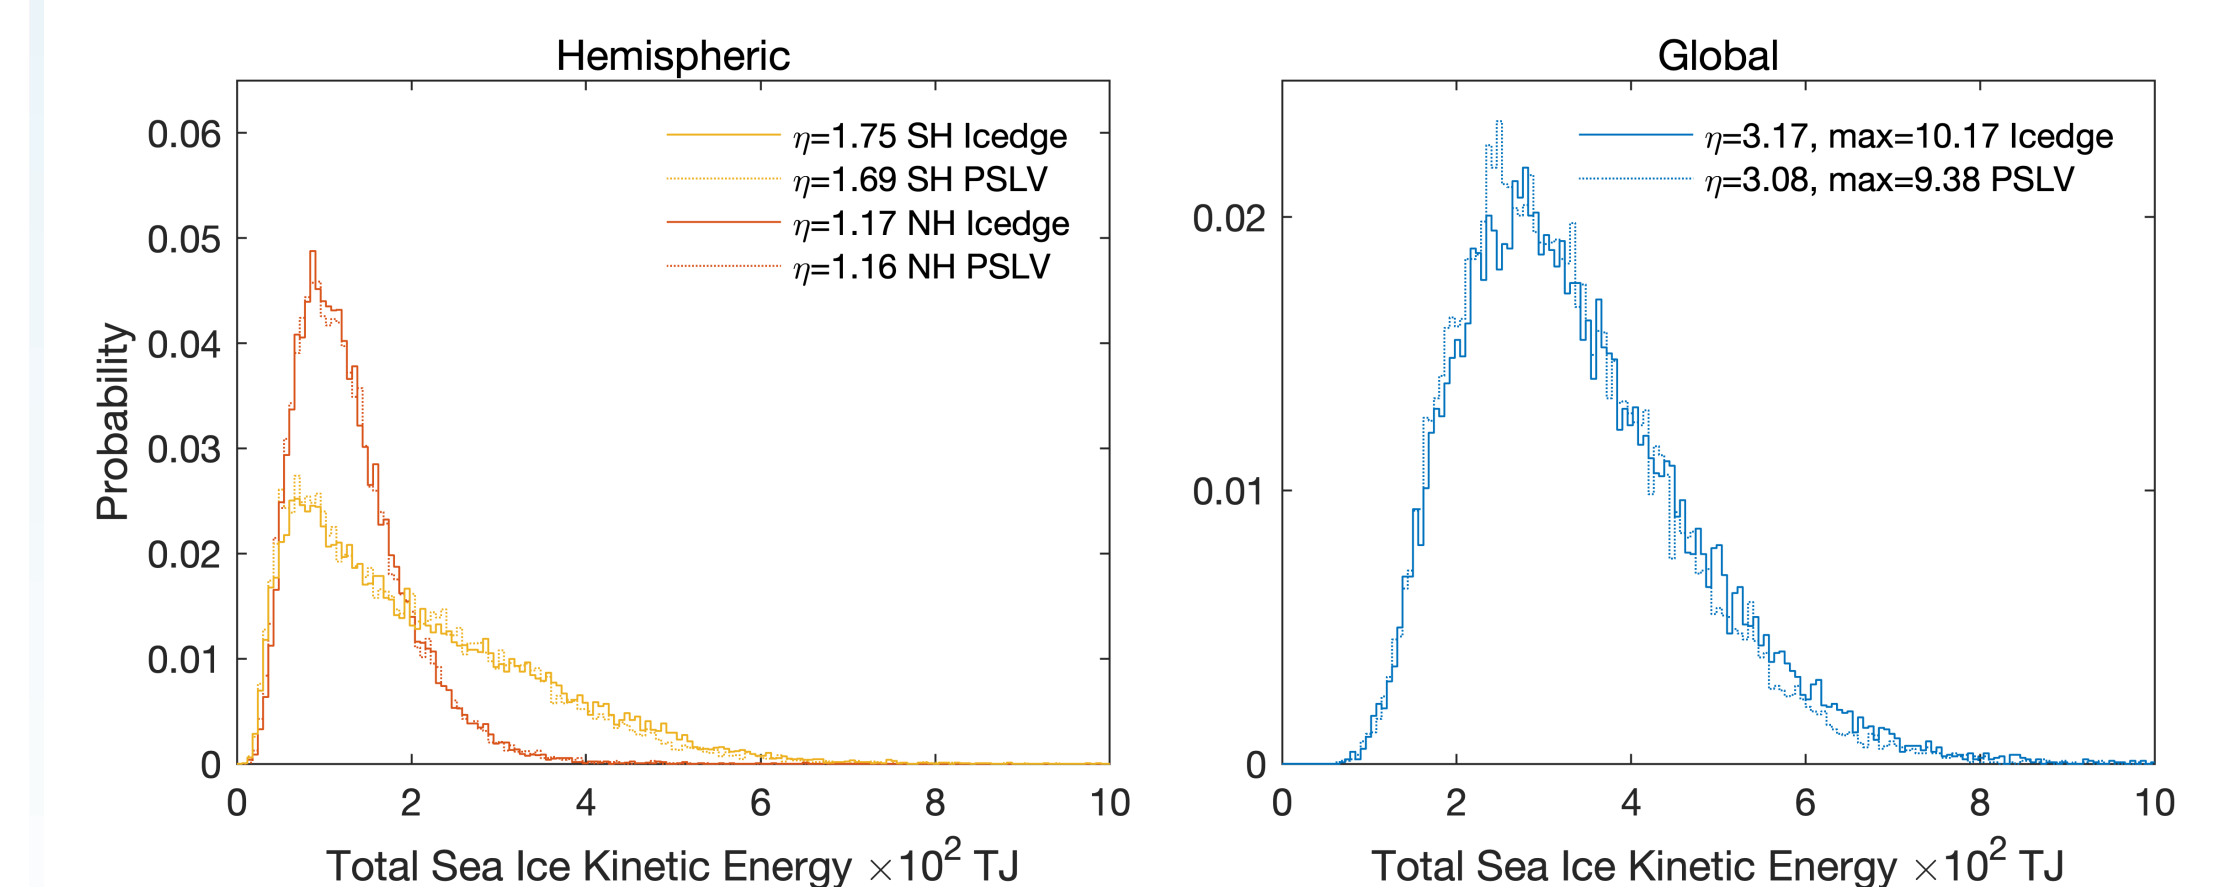 Hemispheric
0.06
0.05
0.04
0.03
0.02
0.01
0
Probability
η=1.75 SH Icedge
η=1.69 SH PSLV
η=1.17 NH Icedge
η=1.16 NH PSLV
0 2 4 6 8 10
Total Sea Ice Kinetic Energy ×10² TJ
Global
0.02
0.01
0
η=3.17, max=10.17 Icedge
η=3.08, max=9.38 PSLV
0 2 4 6 8 10
Total Sea Ice Kinetic Energy ×10² TJ